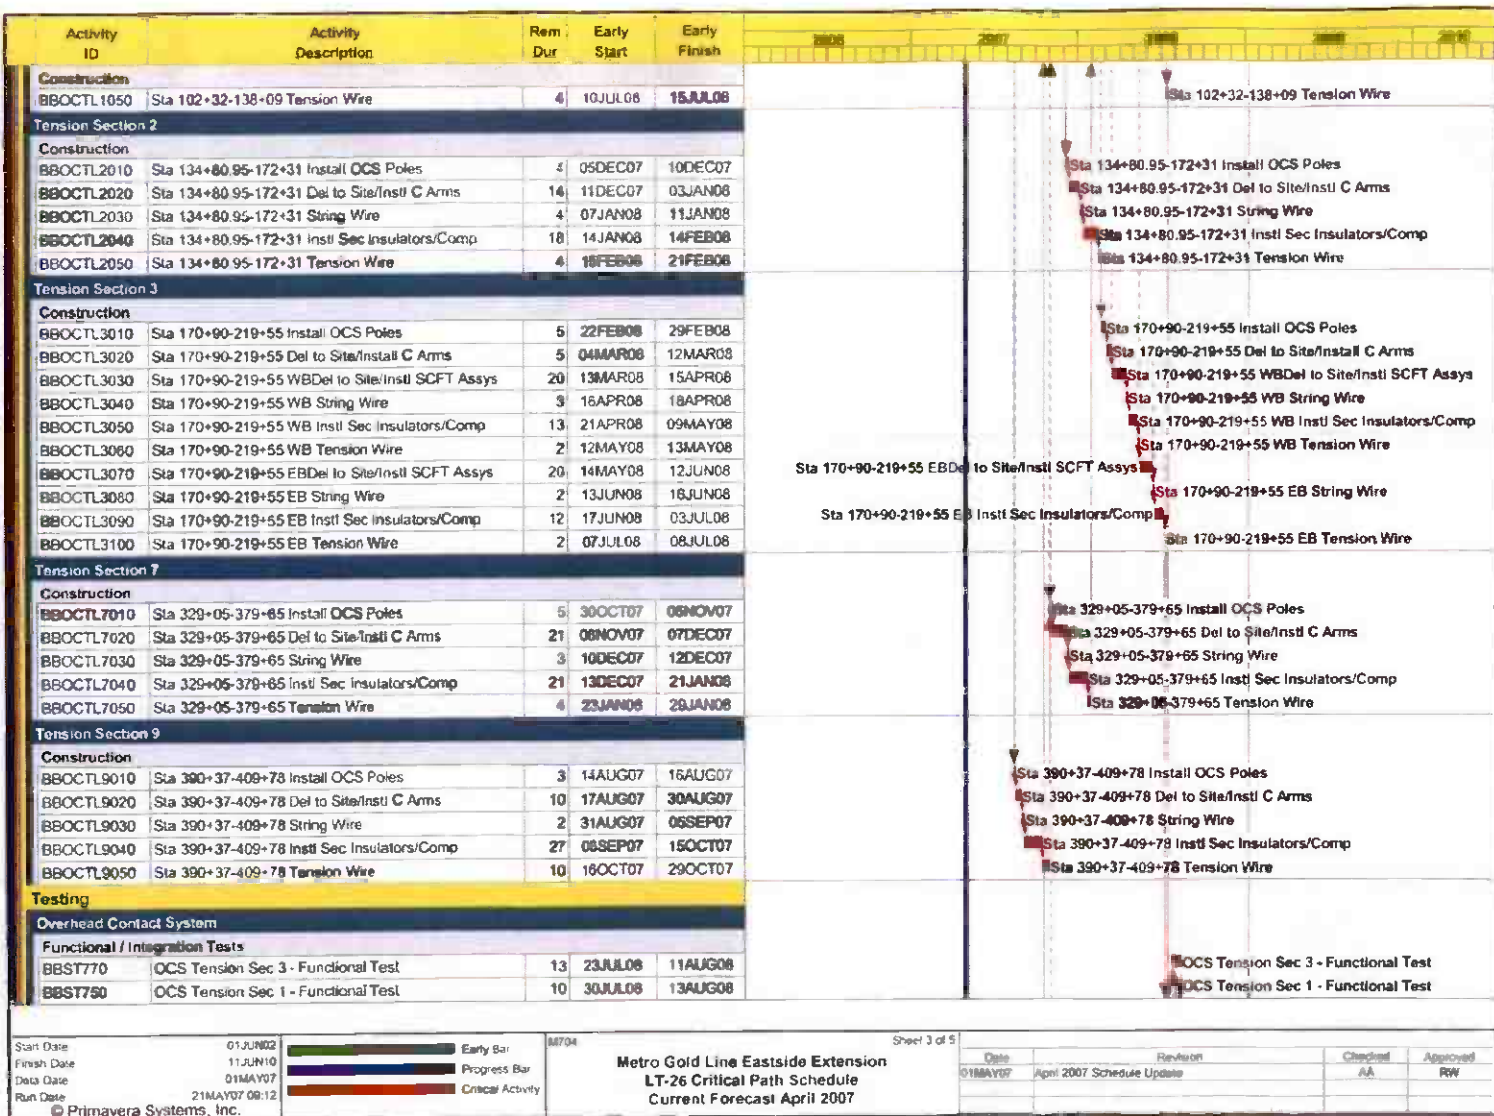 Activity ID Activity Description Rem Dur Early Start Early Finish 2006 2007 2008 2009 2010
Construction
BBOCTL1050 Sta 102+32-138+09 Tension Wire 4 10JUL08 15JUL08 Sta 102+32-138+09 Tension Wire
Tension Section 2
Construction
BBOCTL2010 Sta 134+80.95-172+31 Install OCS Poles 4 05DEC07 10DEC07 Sta 134+80.95-172+31 Install OCS Poles
BBOCTL2020 Sta 134+80.95-172+31 Del to Site/Instl C Arms 14 11DEC07 03JAN08 Sta 134+80.95-172+31 Del to Site/Instl C Arms
BBOCTL2030 Sta 134+80.95-172+31 String Wire 4 07JAN08 11JAN08 Sta 134+80.95-172+31 String Wire
BBOCTL2040 Sta 134+80.95-172+31 Instl Sec Insulators/Comp 18 14JAN08 14FEB08 Sta 134+80.95-172+31 Instl Sec Insulators/Comp
BBOCTL2050 Sta 134+80.95-172+31 Tension Wire 4 15FEB08 21FEB08 Sta 134+80.95-172+31 Tension Wire
Tension Section 3
Construction
BBOCTL3010 Sta 170+90-219+55 Install OCS Poles 5 22FEB08 29FEB08 Sta 170+90-219+55 Install OCS Poles
BBOCTL3020 Sta 170+90-219+55 Del to Site/Install C Arms 5 04MAR08 12MAR08 Sta 170+90-219+55 Del to Site/Install C Arms
BBOCTL3030 Sta 170+90-219+55 WBDel to Site/Instl SCFT Assys 20 13MAR08 15APR08 Sta 170+90-219+55 WBDel to Site/Instl SCFT Assys
BBOCTL3040 Sta 170+90-219+55 WB String Wire 3 16APR08 18APR08 Sta 170+90-219+55 WB String Wire
BBOCTL3050 Sta 170+90-219+55 WB Instl Sec Insulators/Comp 13 21APR08 09MAY08 Sta 170+90-219+55 WB Instl Sec Insulators/Comp
BBOCTL3060 Sta 170+90-219+55 WB Tension Wire 2 12MAY08 13MAY08 Sta 170+90-219+55 WB Tension Wire
BBOCTL3070 Sta 170+90-219+55 EBDel to Site/Instl SCFT Assys 20 14MAY08 12JUN08 Sta 170+90-219+55 EBDel to Site/Instl SCFT Assys
BBOCTL3080 Sta 170+90-219+55 EB String Wire 2 13JUN08 16JUN08 Sta 170+90-219+55 EB String Wire
BBOCTL3090 Sta 170+90-219+55 EB Instl Sec Insulators/Comp 12 17JUN08 03JUL08 Sta 170+90-219+55 EB Instl Sec Insulators/Comp
BBOCTL3100 Sta 170+90-219+55 EB Tension Wire 2 07JUL08 08JUL08 Sta 170+90-219+55 EB Tension Wire
Tension Section 7
Construction
BBOCTL7010 Sta 329+05-379+65 Install OCS Poles 5 30OCT07 05NOV07 Sta 329+05-379+65 Install OCS Poles
BBOCTL7020 Sta 329+05-379+65 Del to Site/Instl C Arms 21 06NOV07 07DEC07 Sta 329+05-379+65 Del to Site/Instl C Arms
BBOCTL7030 Sta 329+05-379+65 String Wire 3 10DEC07 12DEC07 Sta 329+05-379+65 String Wire
BBOCTL7040 Sta 329+05-379+65 Instl Sec Insulators/Comp 21 13DEC07 21JAN08 Sta 329+05-379+65 Instl Sec Insulators/Comp
BBOCTL7050 Sta 329+05-379+65 Tension Wire 4 23JAN08 29JAN08 Sta 329+05-379+65 Tension Wire
Tension Section 9
Construction
BBOCTL9010 Sta 390+37-409+78 Install OCS Poles 3 14AUG07 16AUG07 Sta 390+37-409+78 Install OCS Poles
BBOCTL9020 Sta 390+37-409+78 Del to Site/Instl C Arms 10 17AUG07 30AUG07 Sta 390+37-409+78 Del to Site/Instl C Arms
BBOCTL9030 Sta 390+37-409+78 String Wire 2 31AUG07 05SEP07 Sta 390+37-409+78 String Wire
BBOCTL9040 Sta 390+37-409+78 Instl Sec Insulators/Comp 27 06SEP07 15OCT07 Sta 390+37-409+78 Instl Sec Insulators/Comp
BBOCTL9050 Sta 390+37-409+78 Tension Wire 10 16OCT07 29OCT07 Sta 390+37-409+78 Tension Wire
Testing
Overhead Contact System
Functional / Integration Tests
BBST770 OCS Tension Sec 3 - Functional Test 13 23JUL08 11AUG08 OCS Tension Sec 3 - Functional Test
BBST750 OCS Tension Sec 1 - Functional Test 10 30JUL08 13AUG08 OCS Tension Sec 1 - Functional Test
Start Date 01JUN02
Finish Date 11JUN10
Data Date 01MAY07
Run Date 21MAY07 09:12
© Primavera Systems, Inc.
Early Bar
Progress Bar
Critical Activity
M704 Sheet 3 of 5
Metro Gold Line Eastside Extension
LT-26 Critical Path Schedule
Current Forecast April 2007
Date Revision Checked Approved
01MAY07 April 2007 Schedule Update AA RW